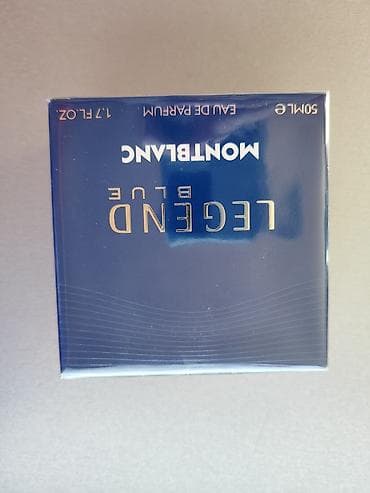 LEGEND
BLUE
MONTBLANC
50ML℮ EAU DE PARFUM 1.7 FL.OZ.